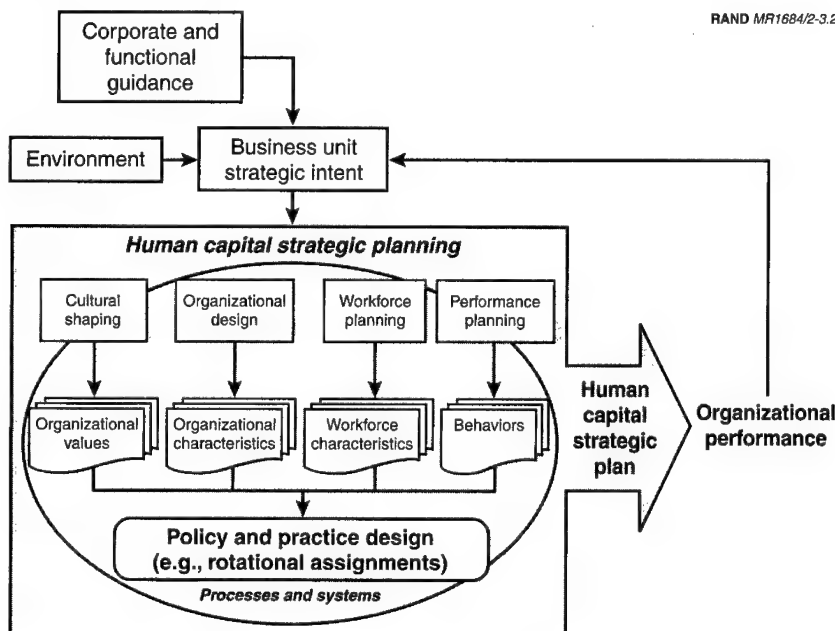 RAND MR1684/2-3.2
Corporate and
functional
guidance
Environment
Business unit
strategic intent
Human capital strategic planning
Cultural
shaping
Organizational
design
Workforce
planning
Performance
planning
Organizational
values
Organizational
characteristics
Workforce
characteristics
Behaviors
Policy and practice design
(e.g., rotational assignments)
Processes and systems
Human
capital
strategic
plan
Organizational
performance